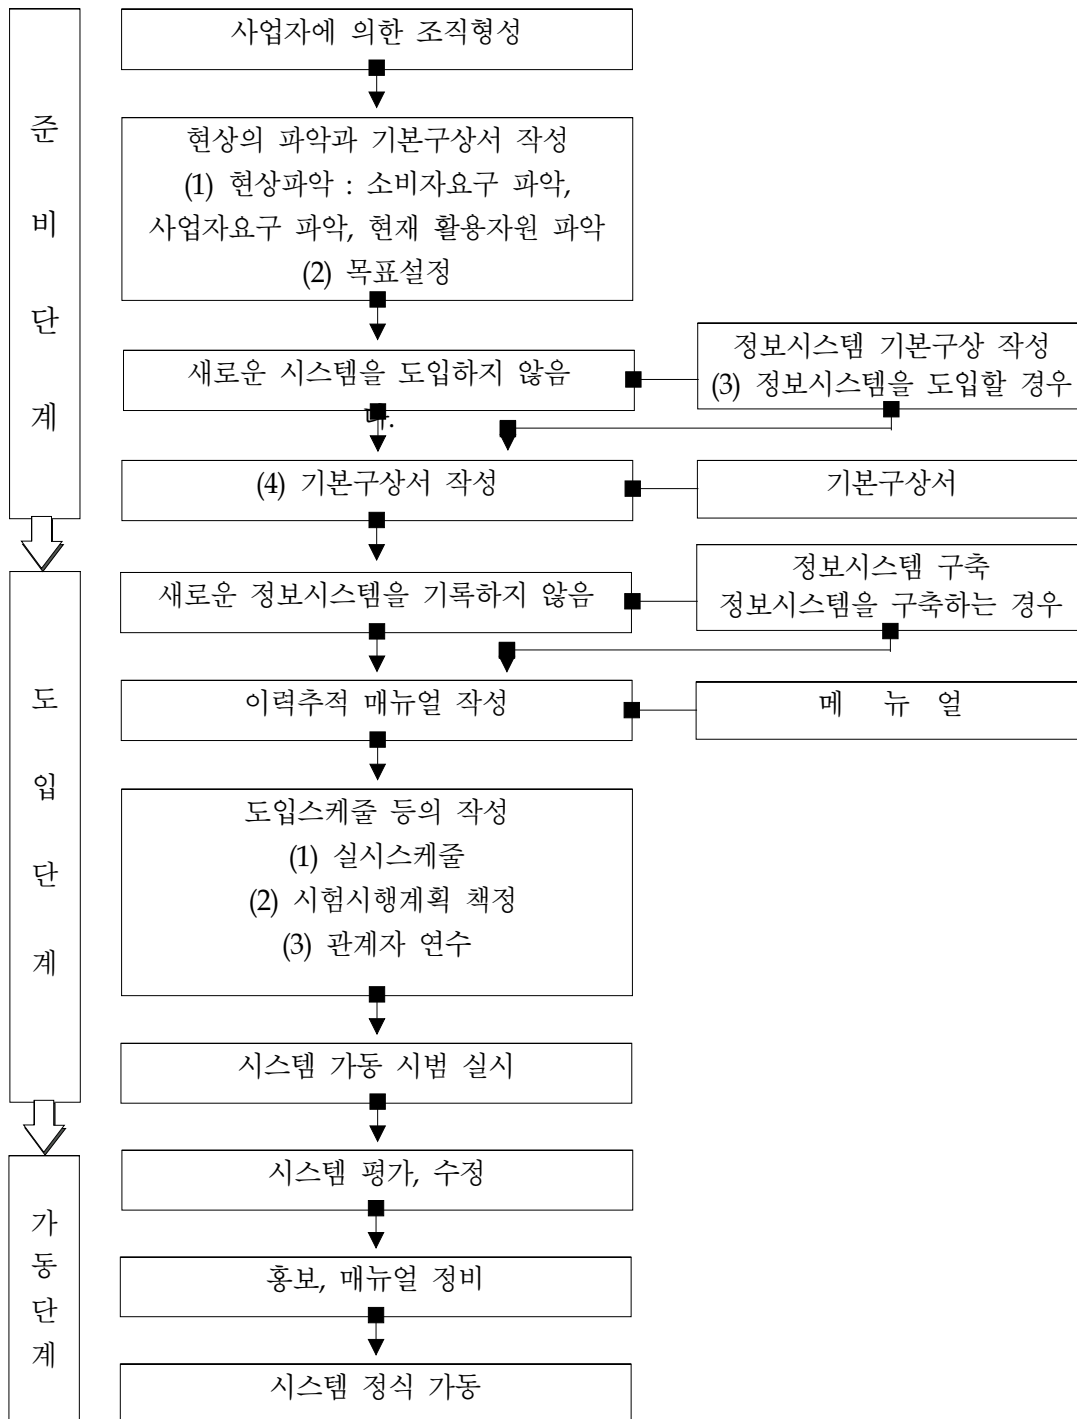 사업자에 의한 조직형성
준
비
단
계
현상의 파악과 기본구상서 작성
(1) 현상파악 : 소비자요구 파악,
사업자요구 파악, 현재 활용자원 파악
(2) 목표설정
새로운 시스템을 도입하지 않음
정보시스템 기본구상 작성
(3) 정보시스템을 도입할 경우
다.
(4) 기본구상서 작성
기본구상서
도
입
단
계
새로운 정보시스템을 기록하지 않음
정보시스템 구축
정보시스템을 구축하는 경우
이력추적 매뉴얼 작성
메 뉴 얼
도입스케줄 등의 작성
(1) 실시스케줄
(2) 시험시행계획 책정
(3) 관계자 연수
시스템 가동 시범 실시
가
동
단
계
시스템 평가, 수정
홍보, 매뉴얼 정비
시스템 정식 가동